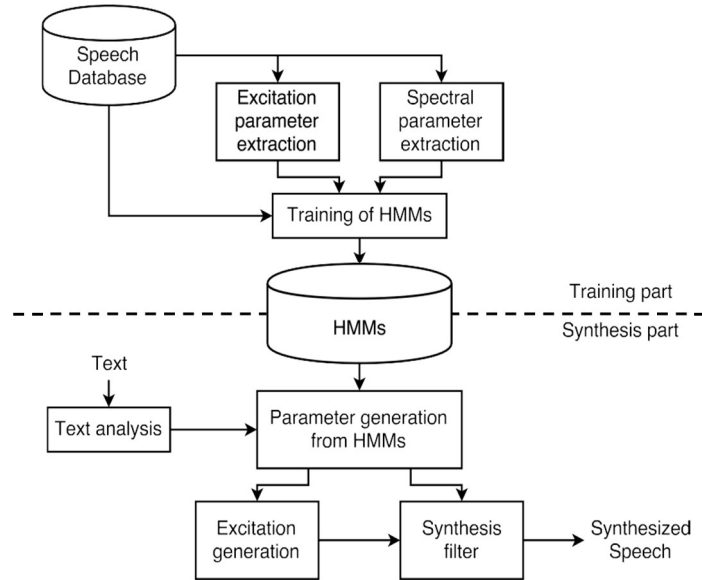 Speech
Database
Excitation
parameter
extraction
Spectral
parameter
extraction
Training of HMMs
HMMs
Training part
Synthesis part
Text
Text analysis
Parameter generation
from HMMs
Excitation
generation
Synthesis
filter
Synthesized
Speech